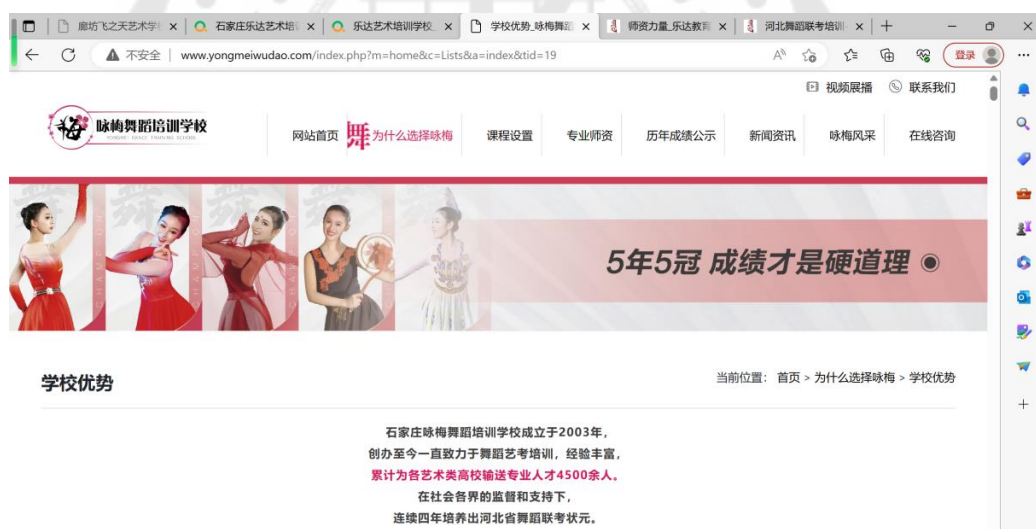 廊坊飞之天艺术学
石家庄乐达艺术培
乐达艺术培训学校_
学校优势_咏梅舞蹈
师资力量_乐达教育
河北舞蹈联考培训-
不安全
www.yongmeiwudao.com/index.php?m=home&c=Lists&a=index&tid=19
登录
视频展播 联系我们
咏梅舞蹈培训学校
YONGMEI DANCE TRAINING SCHOOL
网站首页 为什么选择咏梅 课程设置 专业师资 历年成绩公示 新闻资讯 咏梅风采 在线咨询
5年5冠 成绩才是硬道理
学校优势
当前位置： 首页 > 为什么选择咏梅 > 学校优势
石家庄咏梅舞蹈培训学校成立于2003年，
创办至今一直致力于舞蹈艺考培训，经验丰富，
累计为各艺术类高校输送专业人才4500余人。
在社会各界的监督和支持下，
连续四年培养出河北省舞蹈联考状元。